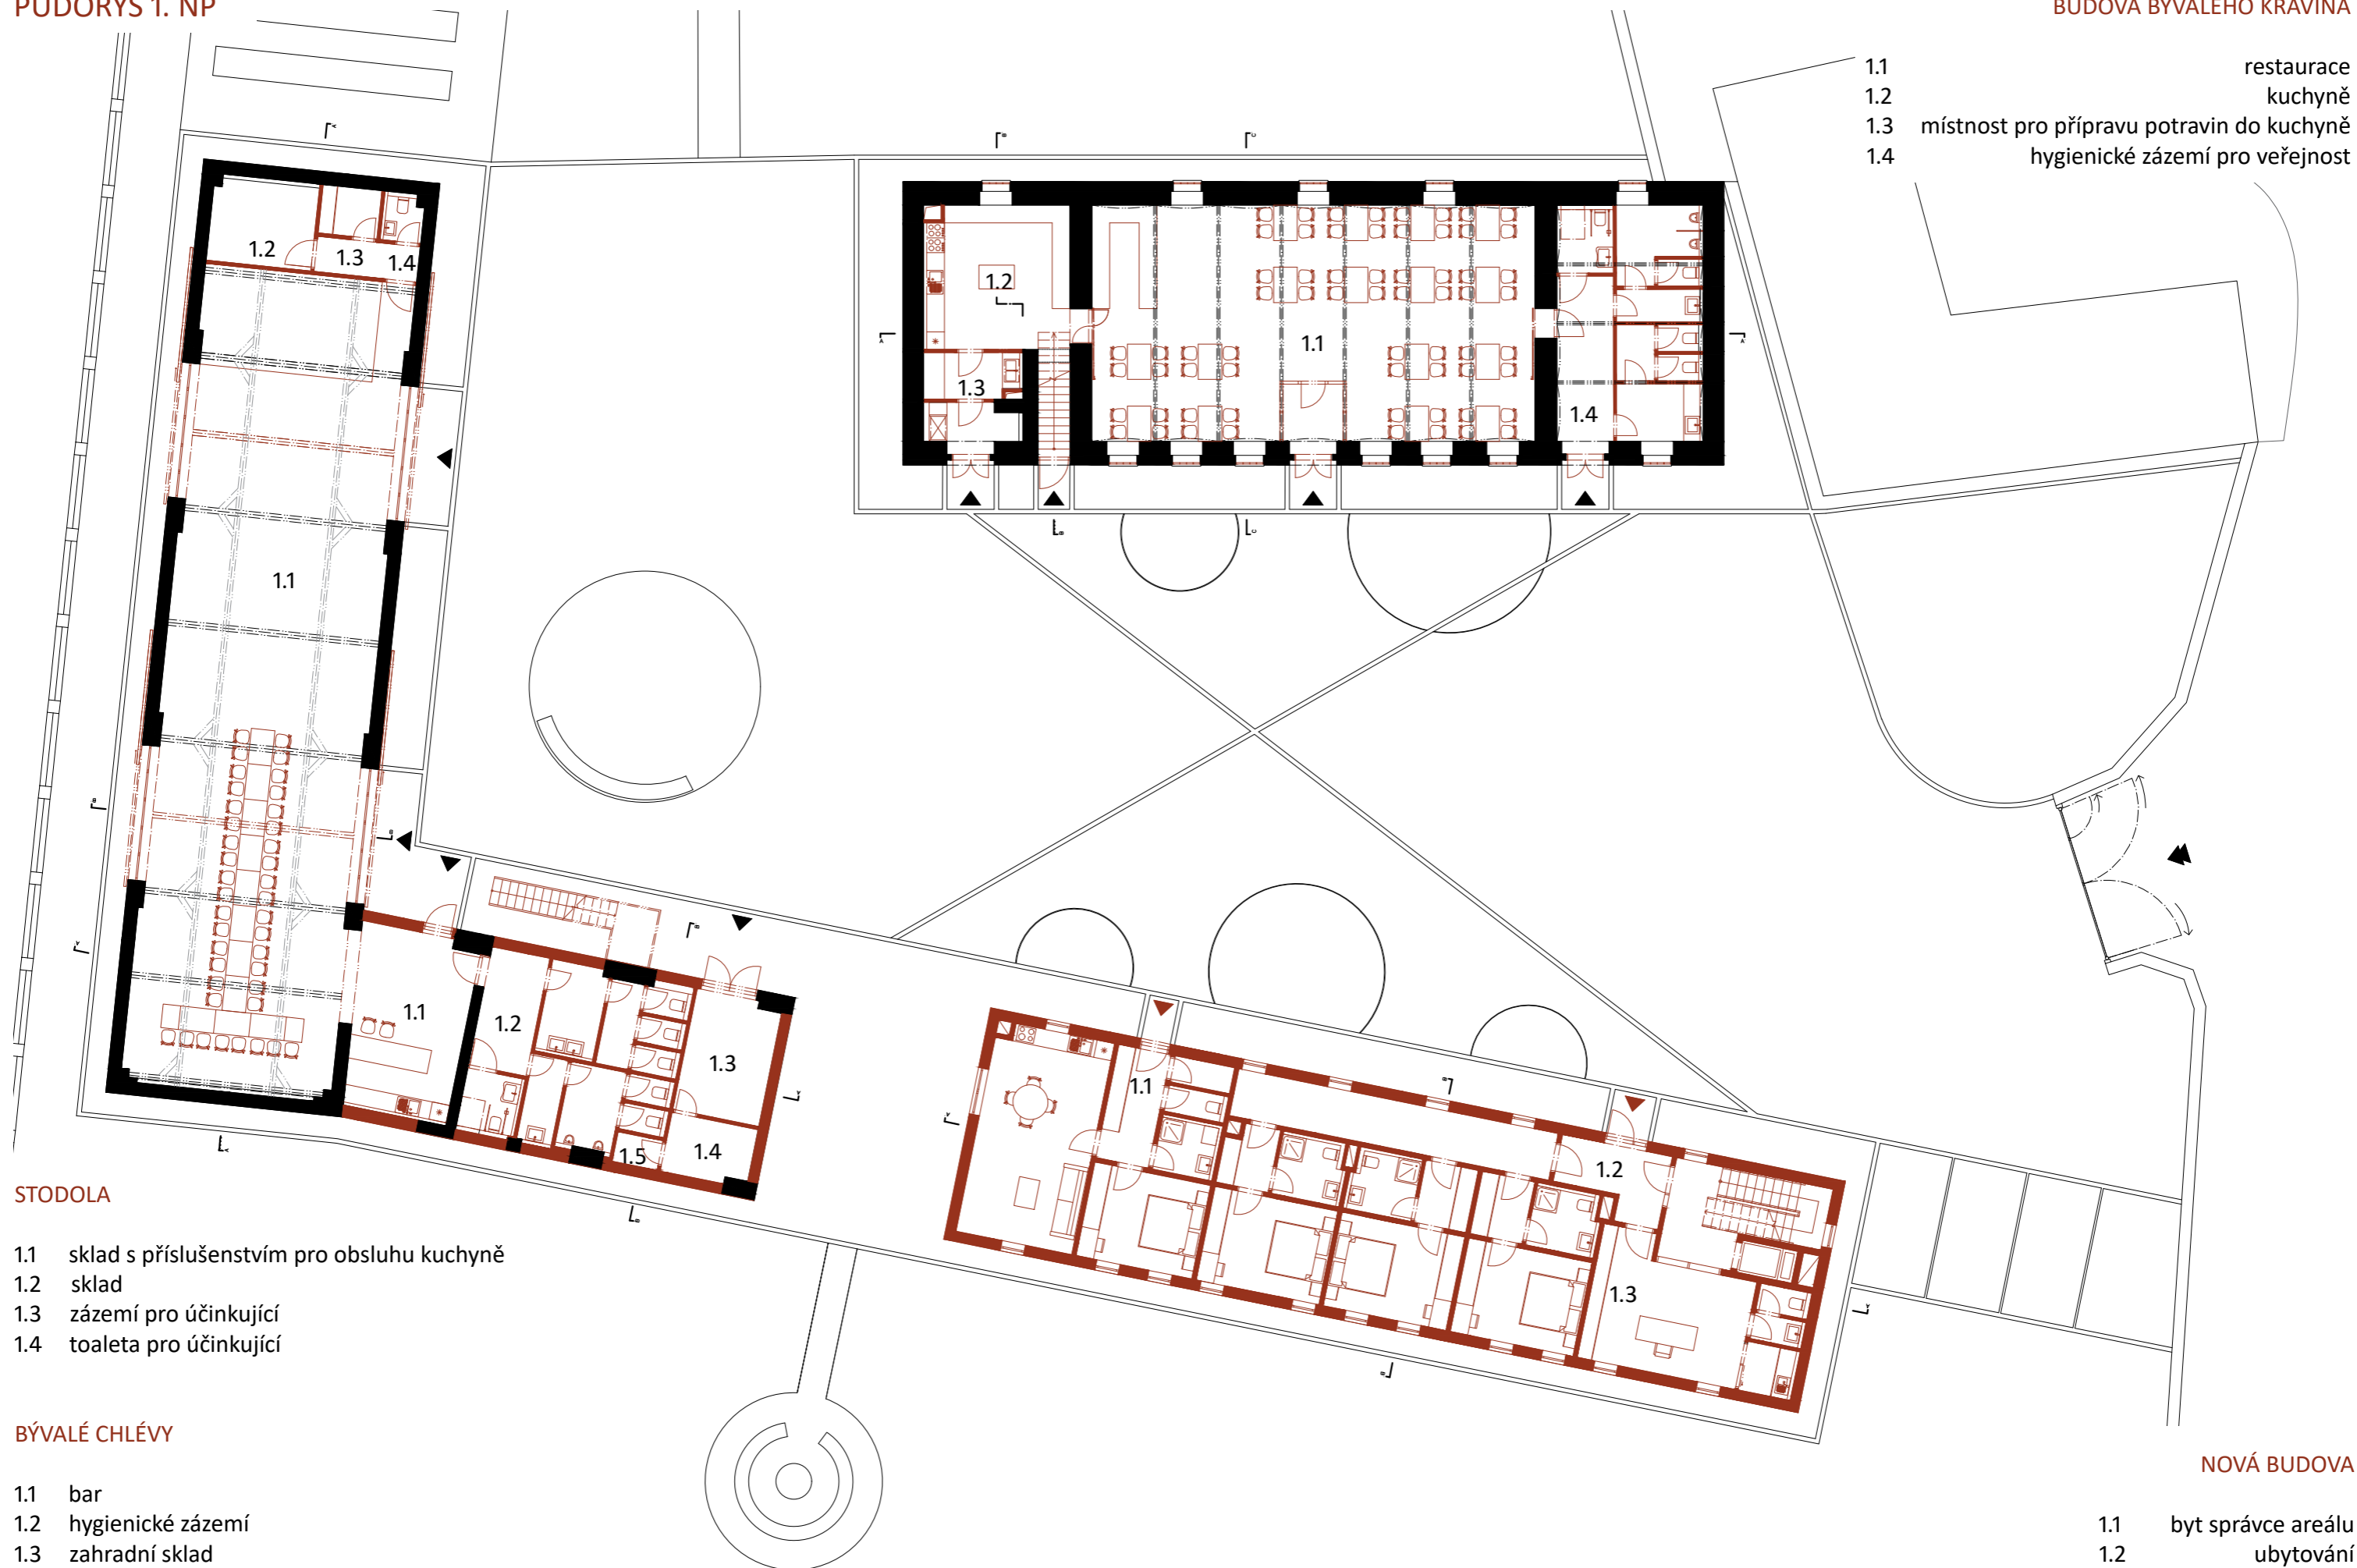 PŮDORYS 1. NP
BUDOVA BÝVALÉHO KRAVÍNA
1.1 restaurace
1.2 kuchyně
1.3 místnost pro přípravu potravin do kuchyně
1.4 hygienické zázemí pro veřejnost
1.2
1.3
1.4
1.1
1.2
1.3
1.1
1.4
1.1
1.2
1.3
1.4
1.5
1.1
1.2
1.3
STODOLA
1.1 sklad s příslušenstvím pro obsluhu kuchyně
1.2 sklad
1.3 zázemí pro účinkující
1.4 toaleta pro účinkující
BÝVALÉ CHLÉVY
1.1 bar
1.2 hygienické zázemí
1.3 zahradní sklad
NOVÁ BUDOVA
1.1 byt správce areálu
1.2 ubytování